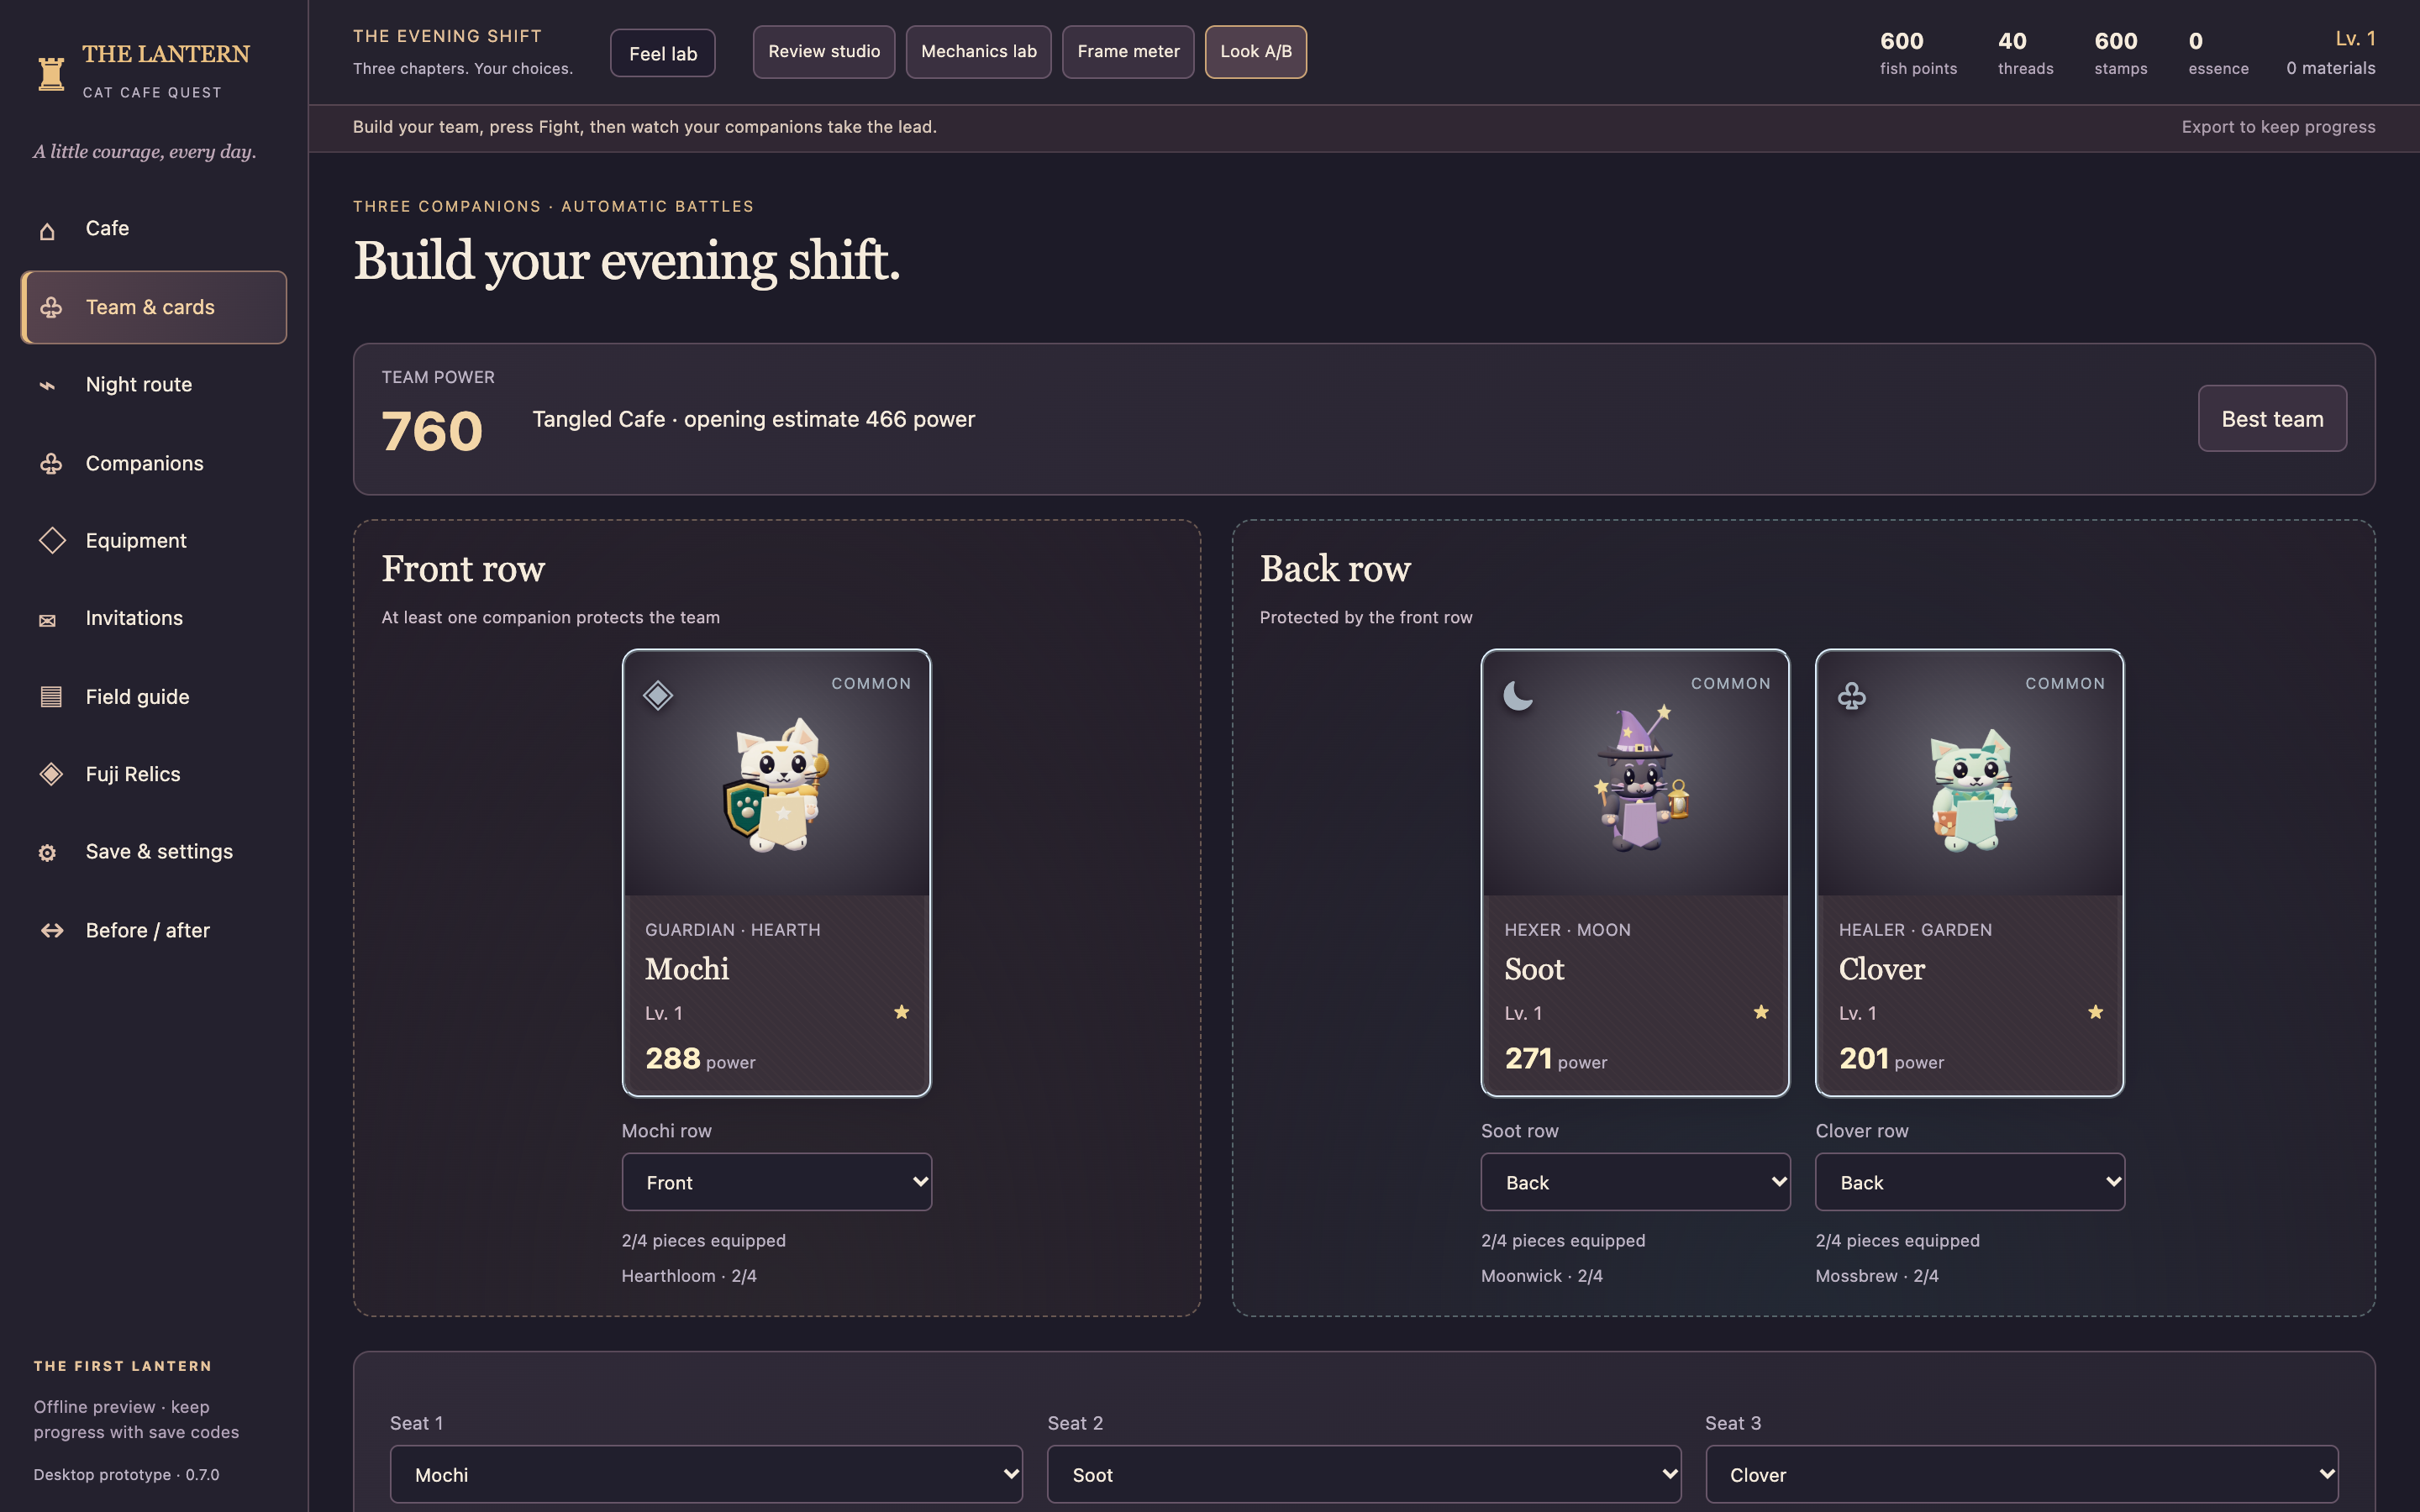 THE LANTERN
CAT CAFE QUEST
A little courage, every day.
Cafe
Team & cards
Night route
Companions
Equipment
Invitations
Field guide
Fuji Relics
Save & settings
Before / after
THE FIRST LANTERN
Offline preview · keep
progress with save codes
Desktop prototype · 0.7.0
THE EVENING SHIFT
Three chapters. Your choices.
Feel lab
Review studio
Mechanics lab
Frame meter
Look A/B
600
fish points
40
threads
600
stamps
0
essence
Lv. 1
0 materials
Build your team, press Fight, then watch your companions take the lead.
Export to keep progress
THREE COMPANIONS · AUTOMATIC BATTLES
Build your evening shift.
TEAM POWER
760
Tangled Cafe · opening estimate 466 power
Best team
Front row
At least one companion protects the team
COMMON
GUARDIAN · HEARTH
Mochi
Lv. 1
288 power
Mochi row
Front
2/4 pieces equipped
Hearthloom · 2/4
Back row
Protected by the front row
COMMON
HEXER · MOON
Soot
Lv. 1
271 power
Soot row
Back
2/4 pieces equipped
Moonwick · 2/4
COMMON
HEALER · GARDEN
Clover
Lv. 1
201 power
Clover row
Back
2/4 pieces equipped
Mossbrew · 2/4
Seat 1
Mochi
Seat 2
Soot
Seat 3
Clover